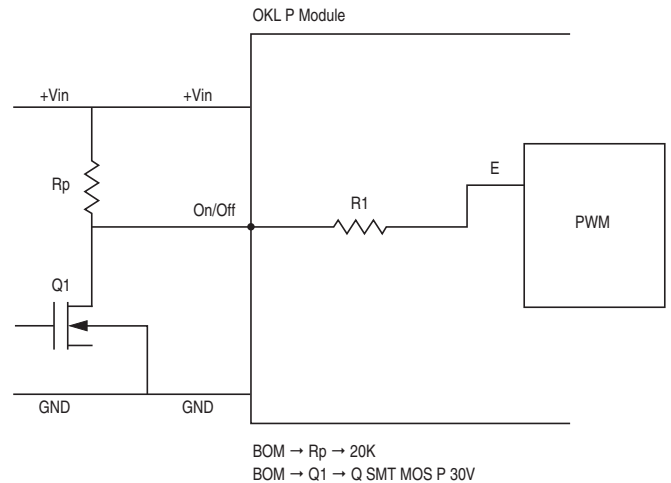 OKL P Module
+Vin
+Vin
E
R1
Rp
On/Off
PWM
Q1
GND
GND
BOM → Rp → 20K
BOM → Q1 → Q SMT MOS P 30V